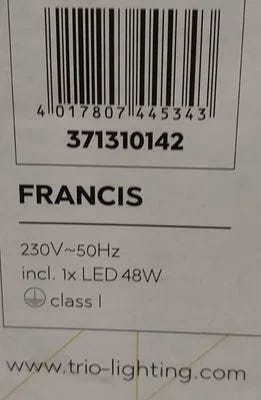 4 017807 445343
371310142
FRANCIS
230V~50Hz
incl. 1x LED 48W
class I
www.trio-lighting.com